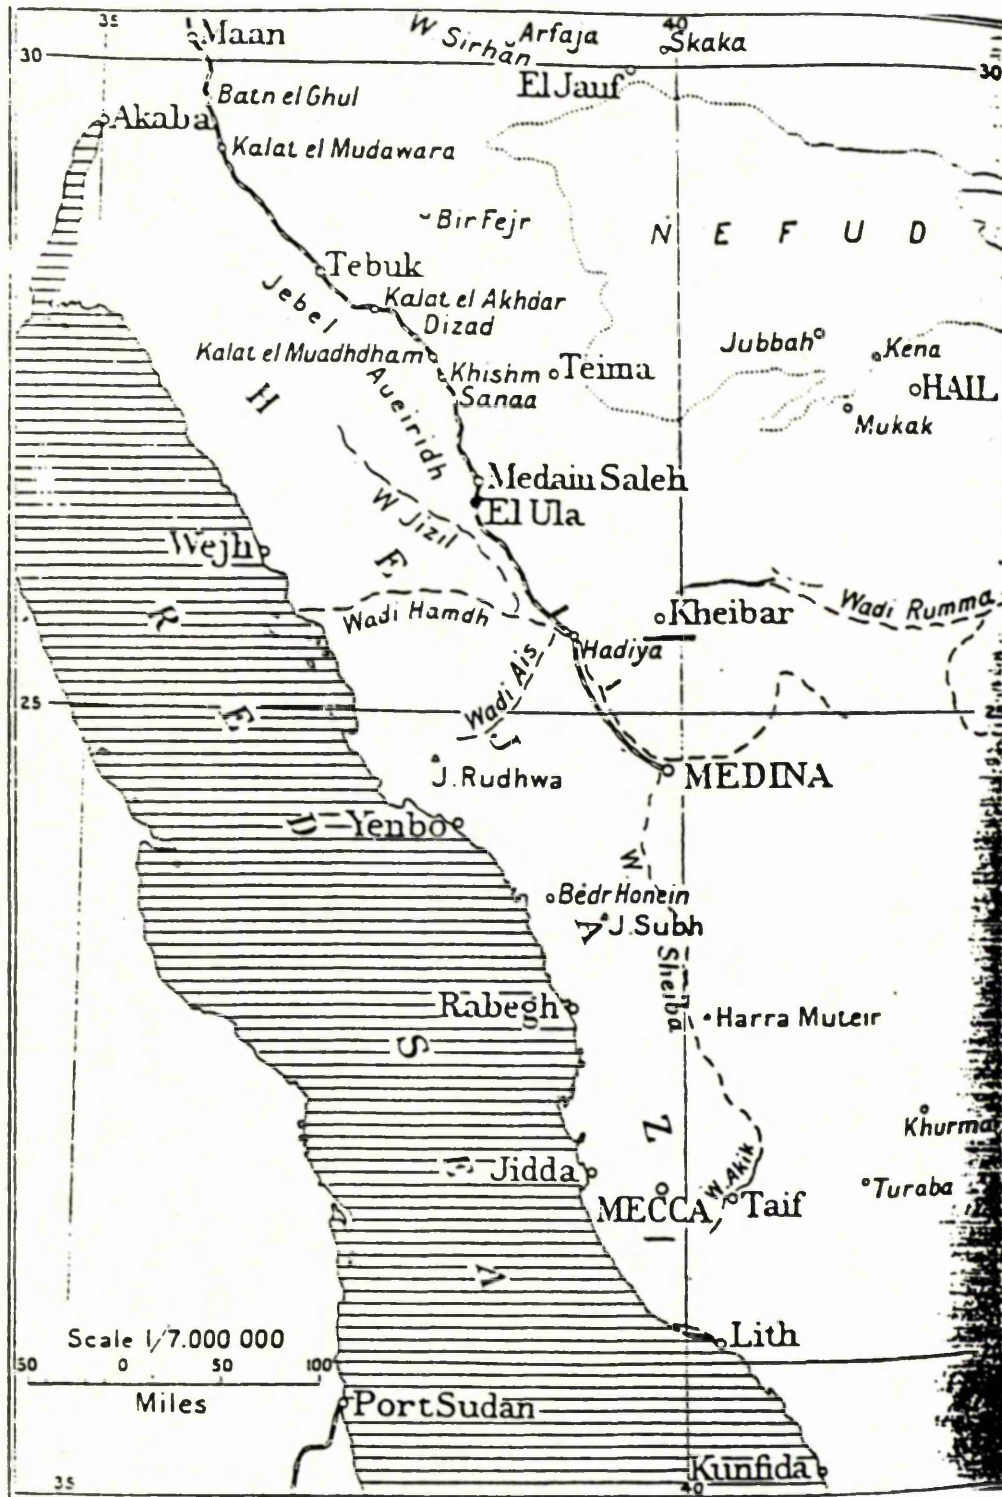 35
40
Maan
W Sirhăn
Arfaja
Skaka
30
30
El Jauf
Batn el Ghul
Akaba
Kalat el Mudawara
Bir Fejr
N E F U D
Tebuk
Jebel Aueiridh
Kalat el Akhdar
Dizad
Jubbah
Kena
Kalat el Muadhdham
Khishm
Sanaa
Teima
HAIL
Mukak
Medain Saleh
El Ula
W Jizil
Wejh
Wadi Hamdh
Kheibar
Wadi Rumma
Hadiya
Wadi Ais
25
H E J A Z
J. Rudhwa
MEDINA
R E D
S E A
Yenbo
Bedr Honein
J. Subh
W Sheiba
Rabegh
Harra Muteir
Khurma
Jidda
MECCA
W Akik
Taif
Turaba
Lith
Scale 1/7.000 000
50 0 50 100
Miles
Port Sudan
Kunfida
35
40